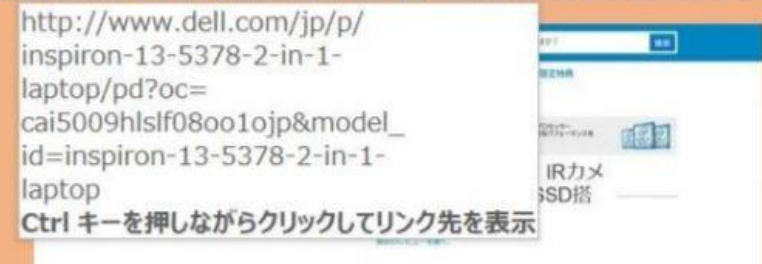 http://www.dell.com/jp/p/
inspiron-13-5378-2-in-1-
laptop/pd?oc=
cai5009hlslf08oo1ojp&model_
id=inspiron-13-5378-2-in-1-
laptop
Ctrl キーを押しながらクリックしてリンク先を表示
検索
IRカメ
SSD搭